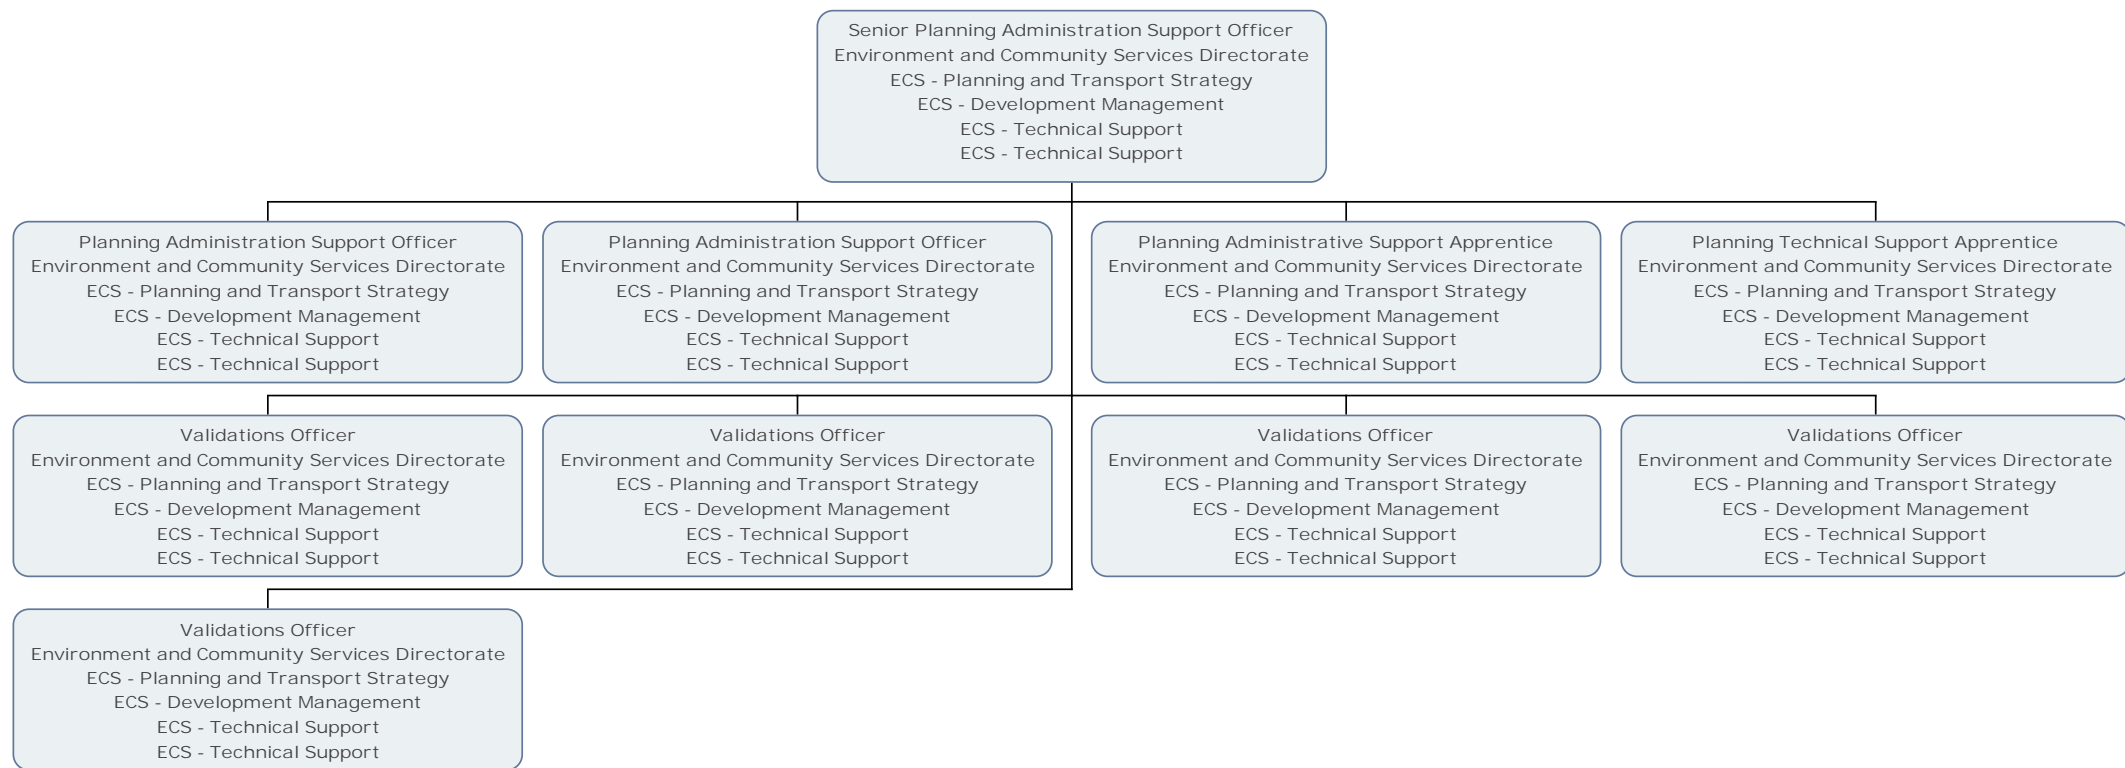 Senior Planning Administration Support Officer
Environment and Community Services Directorate
ECS - Planning and Transport Strategy
ECS - Development Management
ECS - Technical Support
ECS - Technical Support
Planning Administration Support Officer
Environment and Community Services Directorate
ECS - Planning and Transport Strategy
ECS - Development Management
ECS - Technical Support
ECS - Technical Support
Planning Administration Support Officer
Environment and Community Services Directorate
ECS - Planning and Transport Strategy
ECS - Development Management
ECS - Technical Support
ECS - Technical Support
Planning Administrative Support Apprentice
Environment and Community Services Directorate
ECS - Planning and Transport Strategy
ECS - Development Management
ECS - Technical Support
ECS - Technical Support
Planning Technical Support Apprentice
Environment and Community Services Directorate
ECS - Planning and Transport Strategy
ECS - Development Management
ECS - Technical Support
ECS - Technical Support
Validations Officer
Environment and Community Services Directorate
ECS - Planning and Transport Strategy
ECS - Development Management
ECS - Technical Support
ECS - Technical Support
Validations Officer
Environment and Community Services Directorate
ECS - Planning and Transport Strategy
ECS - Development Management
ECS - Technical Support
ECS - Technical Support
Validations Officer
Environment and Community Services Directorate
ECS - Planning and Transport Strategy
ECS - Development Management
ECS - Technical Support
ECS - Technical Support
Validations Officer
Environment and Community Services Directorate
ECS - Planning and Transport Strategy
ECS - Development Management
ECS - Technical Support
ECS - Technical Support
Validations Officer
Environment and Community Services Directorate
ECS - Planning and Transport Strategy
ECS - Development Management
ECS - Technical Support
ECS - Technical Support